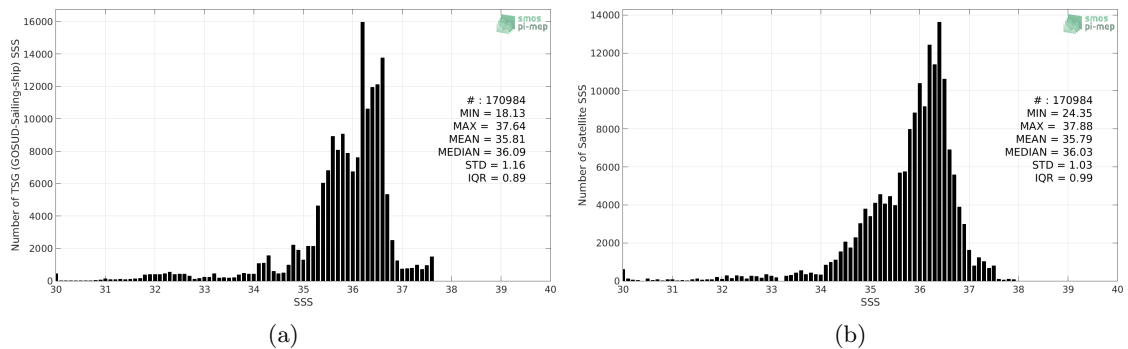 Number of TSG (GOSUD-Sailing-ship) SSS
16000
14000
12000
10000
8000
6000
4000
2000
0
30 31 32 33 34 35 36 37 38 39 40
SSS
smos
pi-mep
# : 170984
MIN = 18.13
MAX = 37.64
MEAN = 35.81
MEDIAN = 36.09
STD = 1.16
IQR = 0.89
(a)
Number of Satellite SSS
14000
12000
10000
8000
6000
4000
2000
0
30 31 32 33 34 35 36 37 38 39 40
SSS
smos
pi-mep
# : 170984
MIN = 24.35
MAX = 37.88
MEAN = 35.79
MEDIAN = 36.03
STD = 1.03
IQR = 0.99
(b)